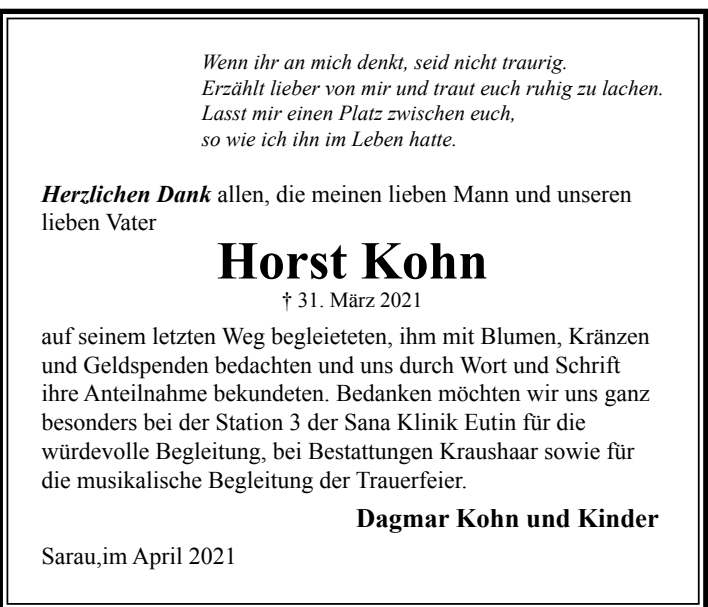 Wenn ihr an mich denkt, seid nicht traurig.
Erzählt lieber von mir und traut euch ruhig zu lachen.
Lasst mir einen Platz zwischen euch,
so wie ich ihn im Leben hatte.
Herzlichen Dank allen, die meinen lieben Mann und unseren
lieben Vater
Horst Kohn
† 31. März 2021
auf seinem letzten Weg begleieteten, ihm mit Blumen, Kränzen
und Geldspenden bedachten und uns durch Wort und Schrift
ihre Anteilnahme bekundeten. Bedanken möchten wir uns ganz
besonders bei der Station 3 der Sana Klinik Eutin für die
würdevolle Begleitung, bei Bestattungen Kraushaar sowie für
die musikalische Begleitung der Trauerfeier.
Dagmar Kohn und Kinder
Sarau,im April 2021